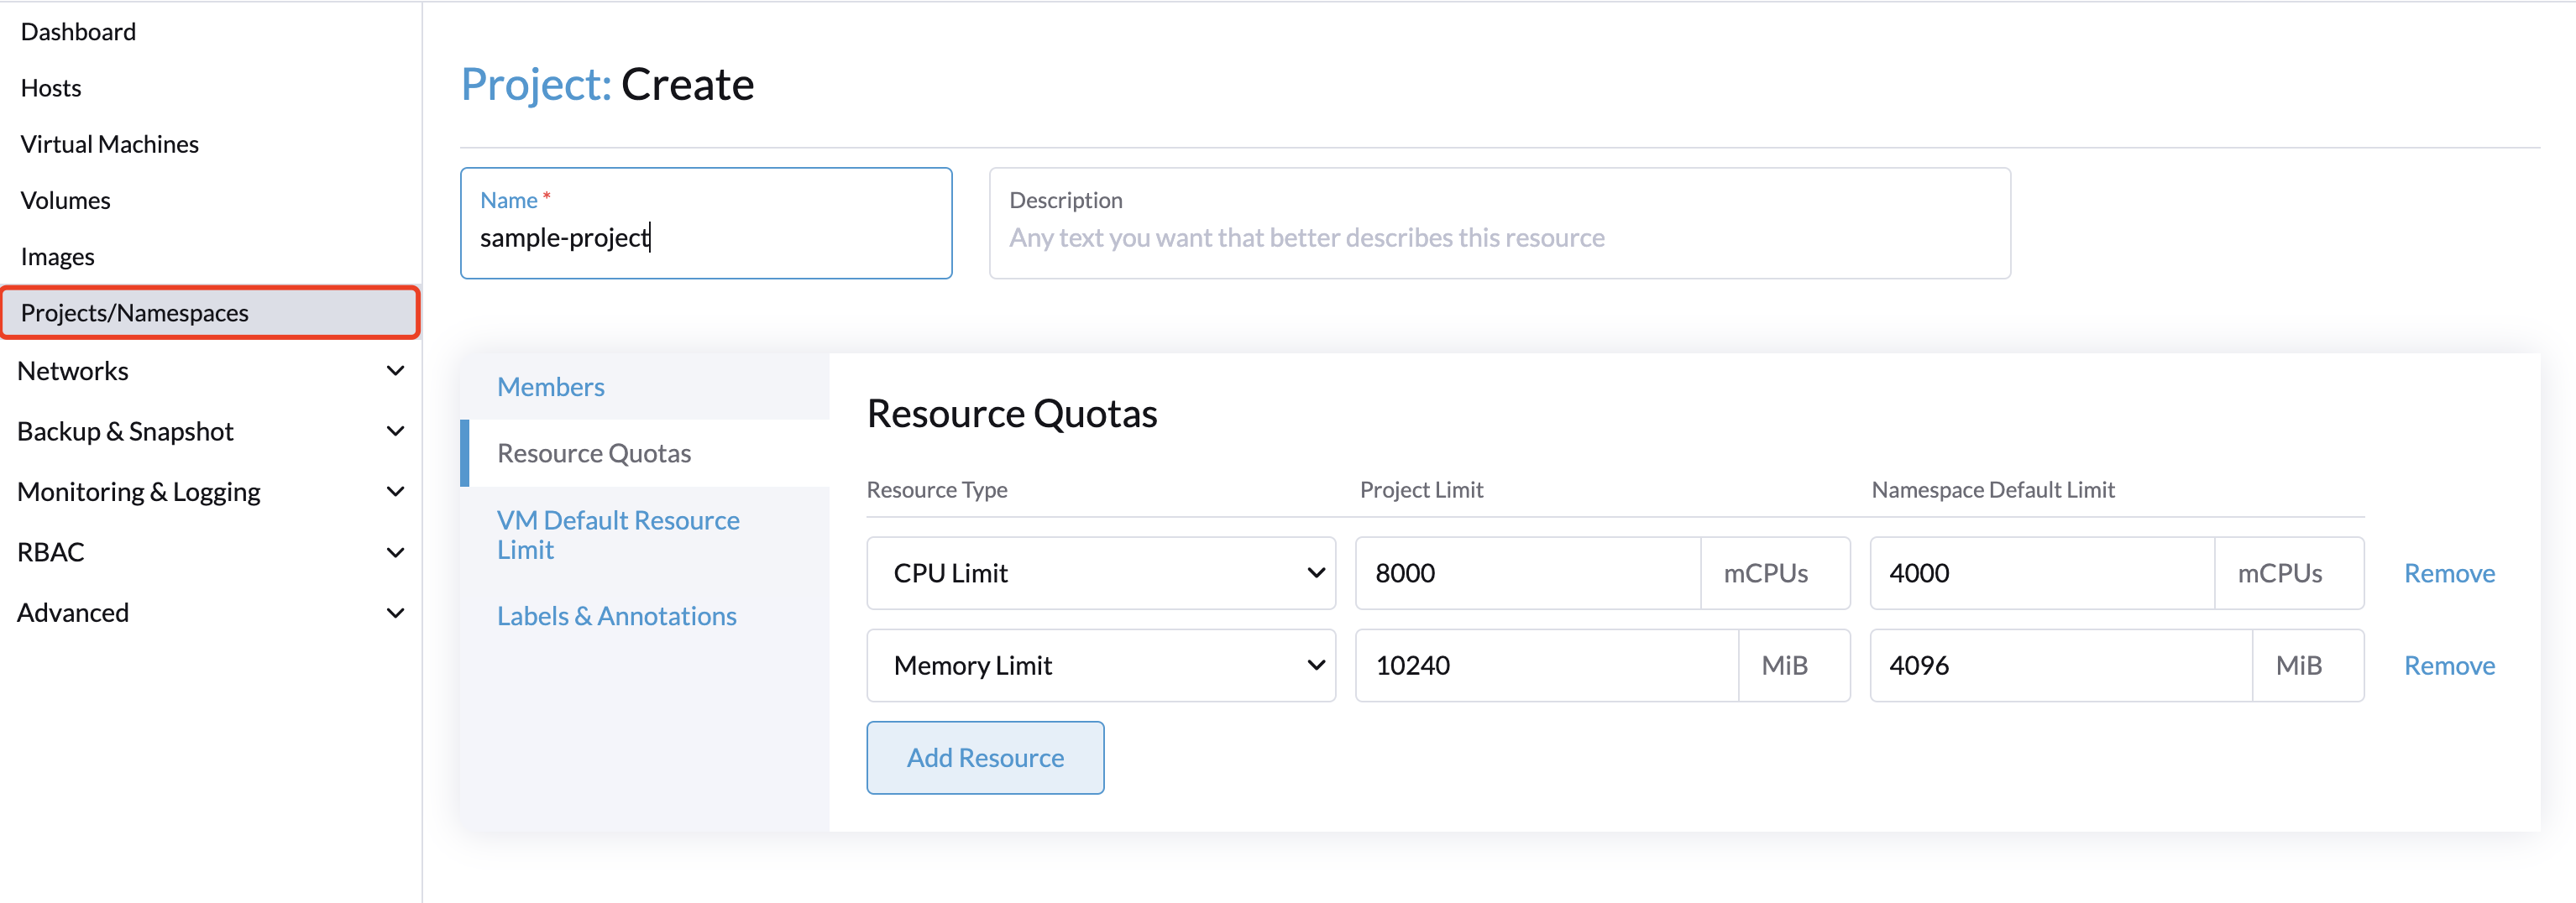 Dashboard
Hosts
Virtual Machines
Volumes
Images
Projects/Namespaces
Networks
Backup & Snapshot
Monitoring & Logging
RBAC
Advanced
Project: Create
Name *
sample-project
Description
Any text you want that better describes this resource
Members
Resource Quotas
VM Default Resource
Limit
Labels & Annotations
Resource Quotas
Resource Type Project Limit Namespace Default Limit
CPU Limit 8000 mCPUs 4000 mCPUs Remove
Memory Limit 10240 MiB 4096 MiB Remove
Add Resource